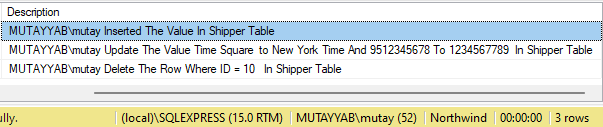 Description
MUTAYYAB\mutay Inserted The Value In Shipper Table
MUTAYYAB\mutay Update The Value Time Square to New York Time And 9512345678 To 1234567789 In Shipper Table
MUTAYYAB\mutay Delete The Row Where ID = 10 In Shipper Table
ully. (local)\SQLEXPRESS (15.0 RTM) MUTAYYAB\mutay (52) Northwind 00:00:00 3 rows